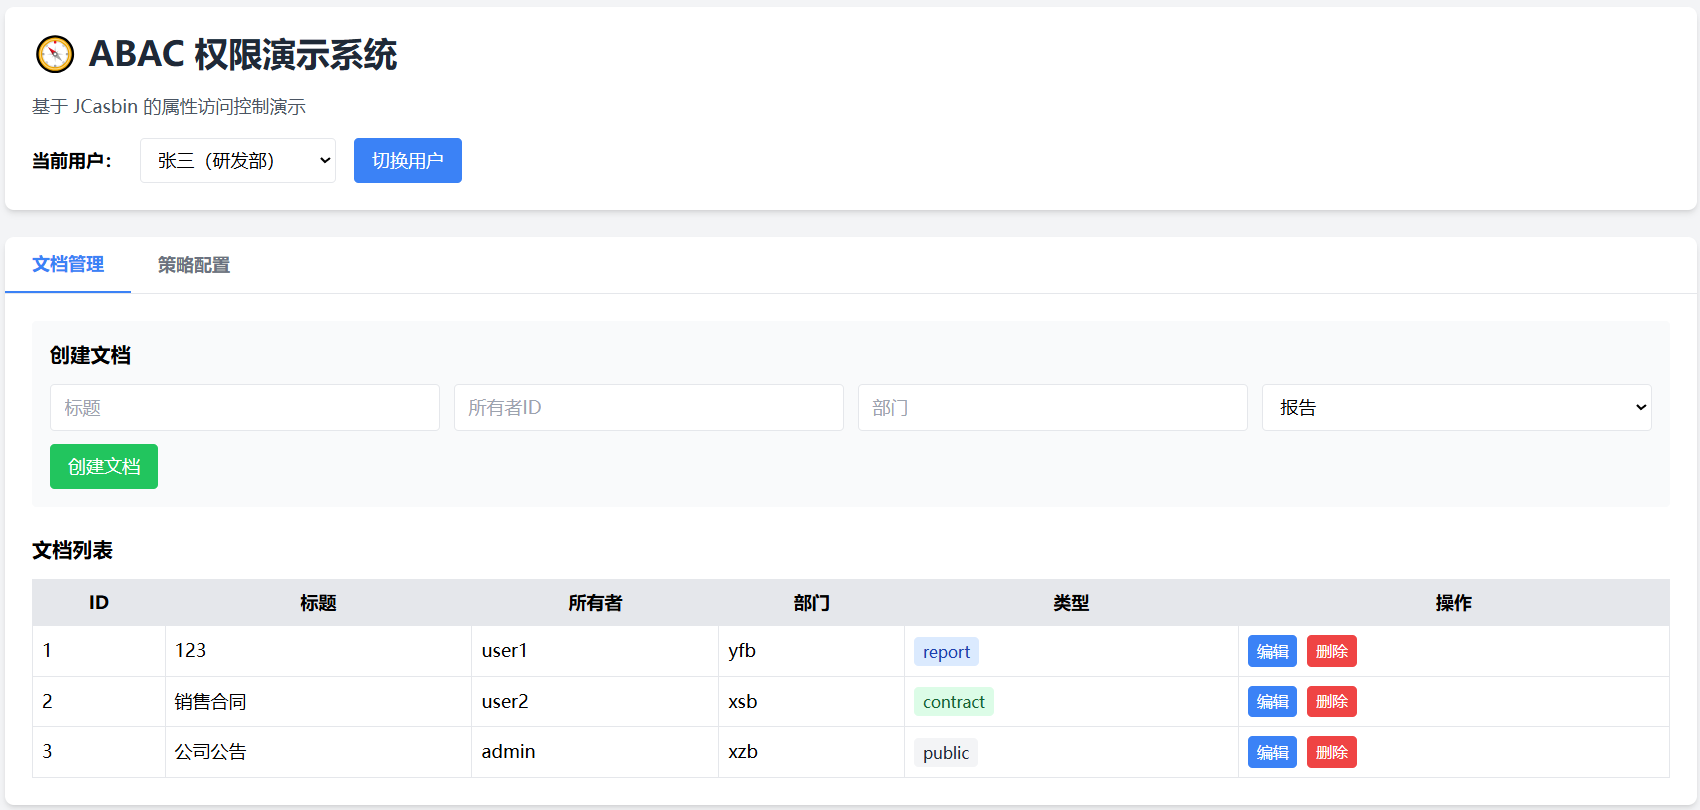 ABAC 权限演示系统
基于 JCasbin 的属性访问控制演示
当前用户： 张三（研发部） 切换用户
文档管理 策略配置
创建文档
标题 所有者ID 部门 报告
创建文档
文档列表
ID 标题 所有者 部门 类型 操作
1 123 user1 yfb report 编辑 删除
2 销售合同 user2 xsb contract 编辑 删除
3 公司公告 admin xzb public 编辑 删除